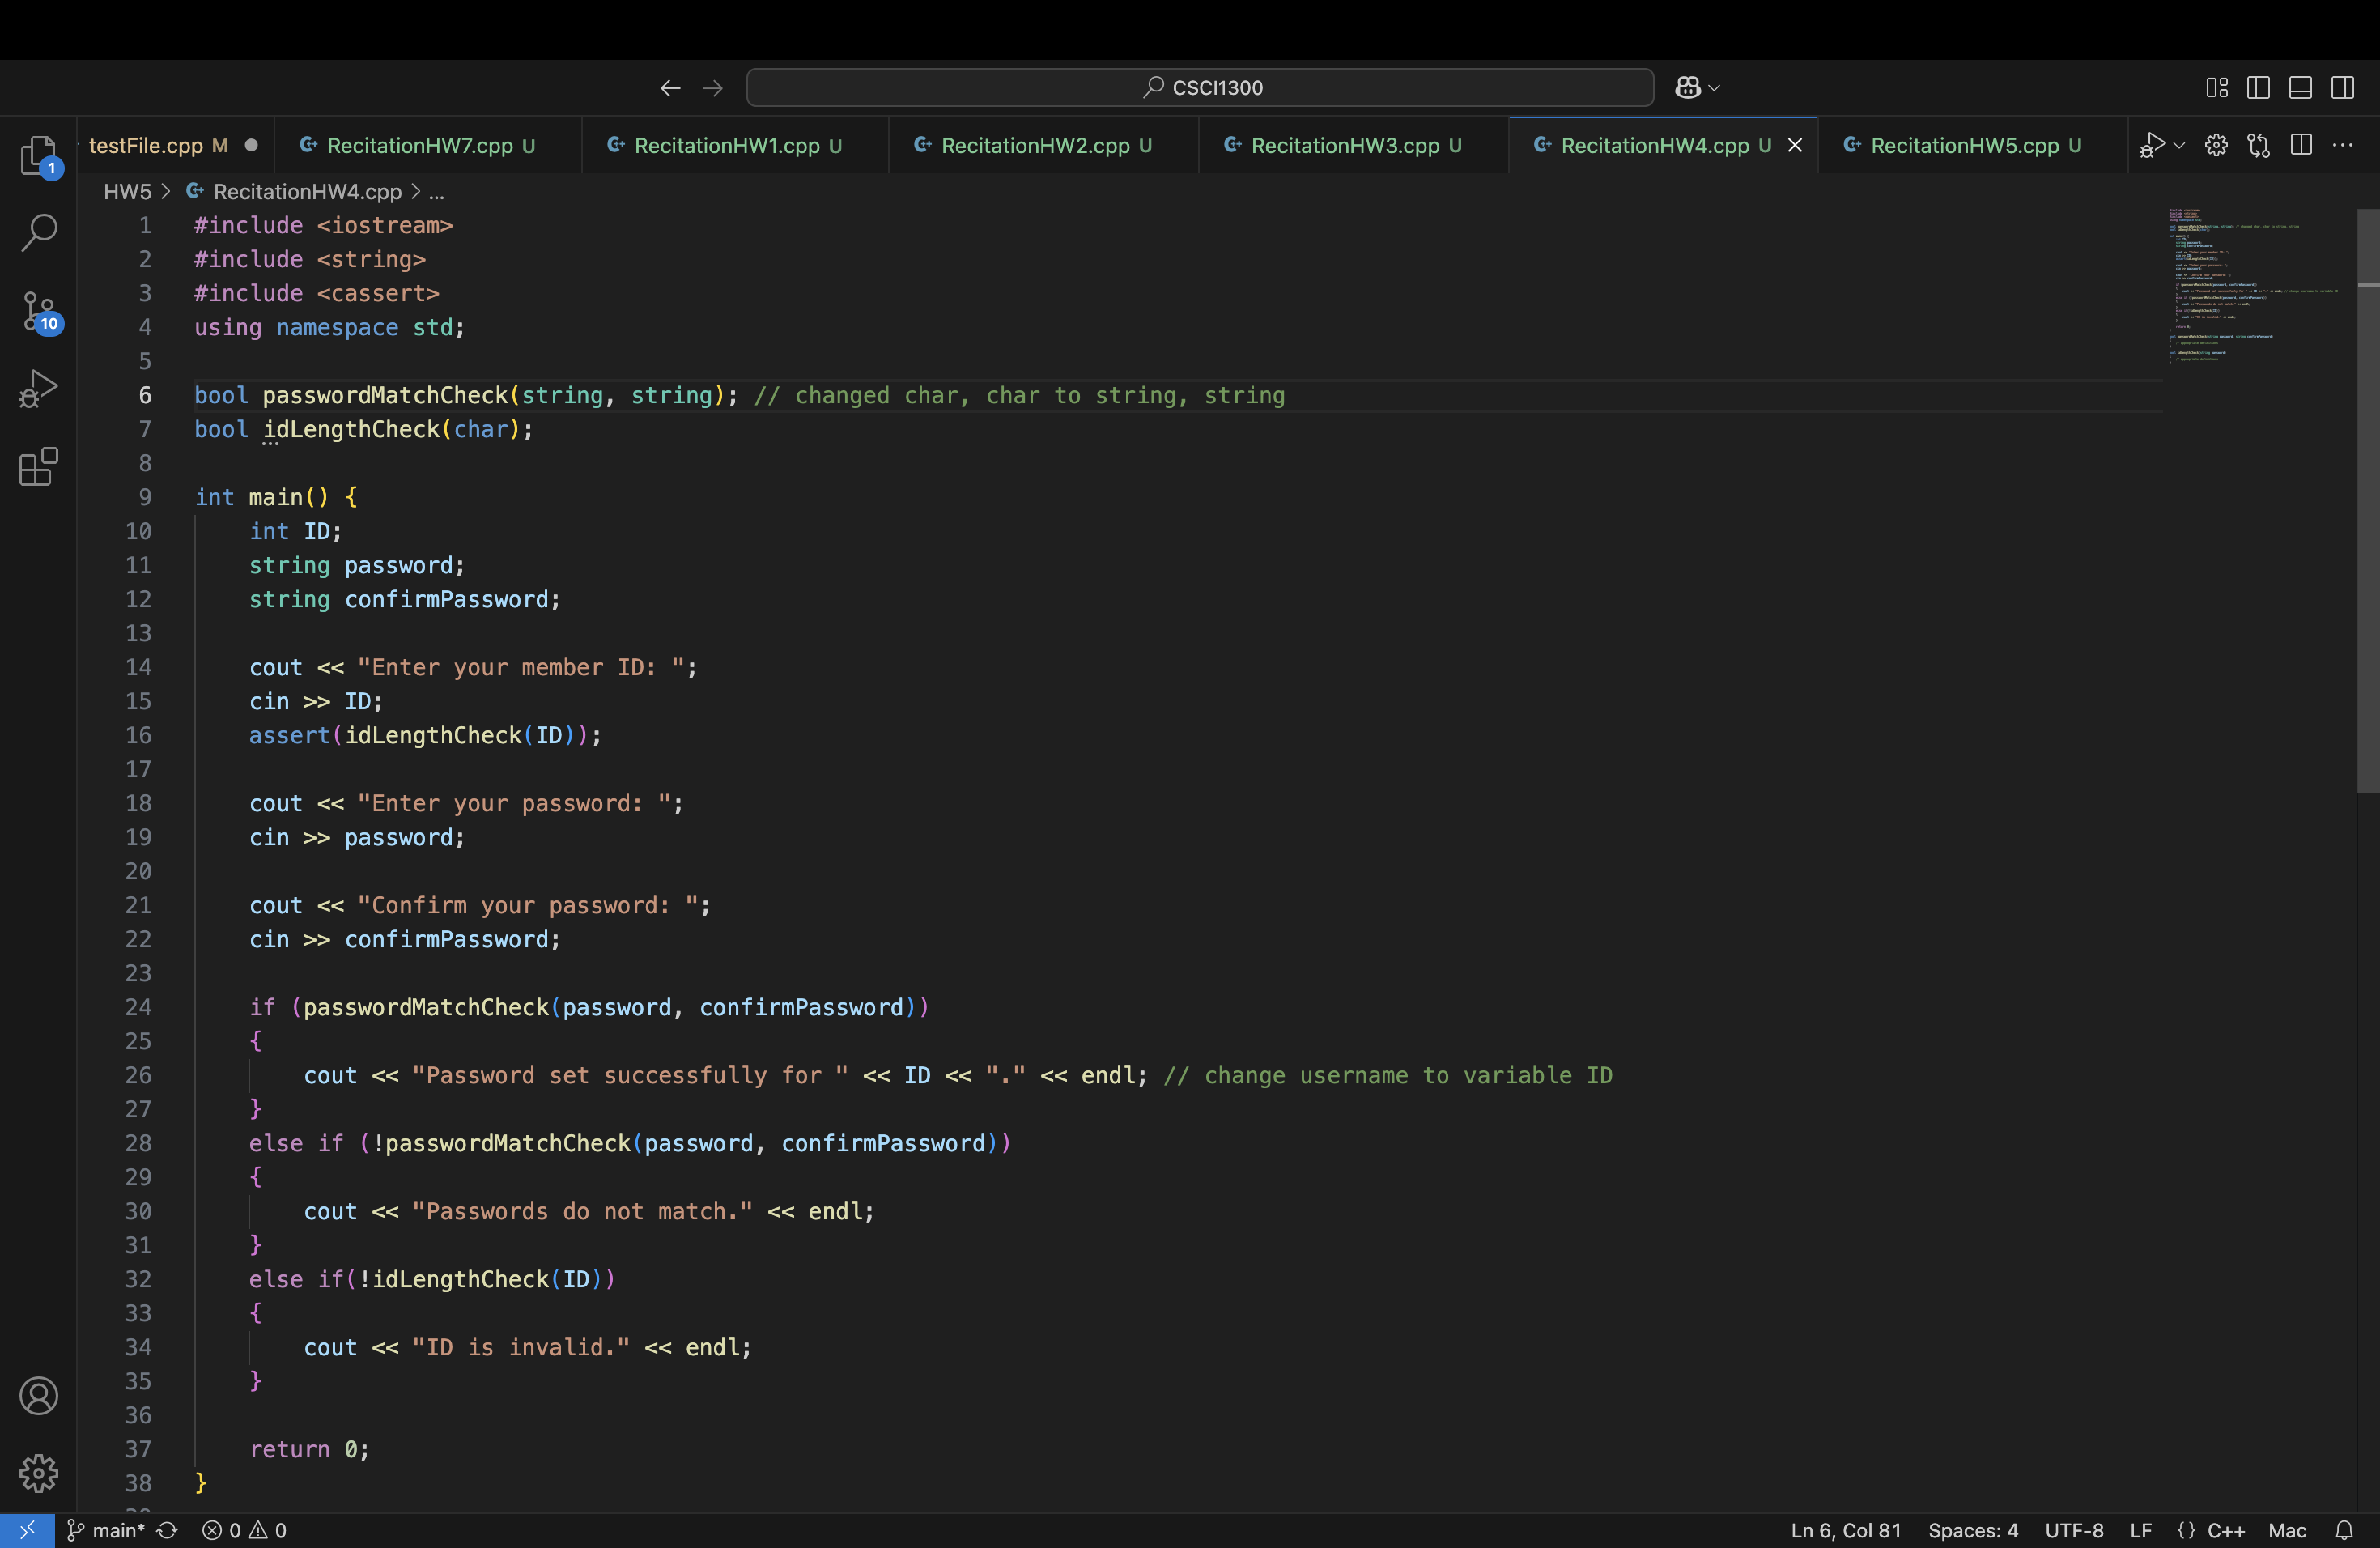 CSCI1300
testFile.cpp M
RecitationHW7.cpp U
RecitationHW1.cpp U
RecitationHW2.cpp U
RecitationHW3.cpp U
RecitationHW4.cpp U
RecitationHW5.cpp U
HW5 > RecitationHW4.cpp > ...
1
10
1 #include <iostream>
2 #include <string>
3 #include <cassert>
4 using namespace std;
5
6 bool passwordMatchCheck(string, string); // changed char, char to string, string
7 bool idLengthCheck(char);
8
9 int main() {
10     int ID;
11     string password;
12     string confirmPassword;
13
14     cout << "Enter your member ID: ";
15     cin >> ID;
16     assert(idLengthCheck(ID));
17
18     cout << "Enter your password: ";
19     cin >> password;
20
21     cout << "Confirm your password: ";
22     cin >> confirmPassword;
23
24     if (passwordMatchCheck(password, confirmPassword))
25     {
26         cout << "Password set successfully for " << ID << "." << endl; // change username to variable ID
27     }
28     else if (!passwordMatchCheck(password, confirmPassword))
29     {
30         cout << "Passwords do not match." << endl;
31     }
32     else if(!idLengthCheck(ID))
33     {
34         cout << "ID is invalid." << endl;
35     }
36
37     return 0;
38 }
main* 0 0 Ln 6, Col 81 Spaces: 4 UTF-8 LF {} C++ Mac